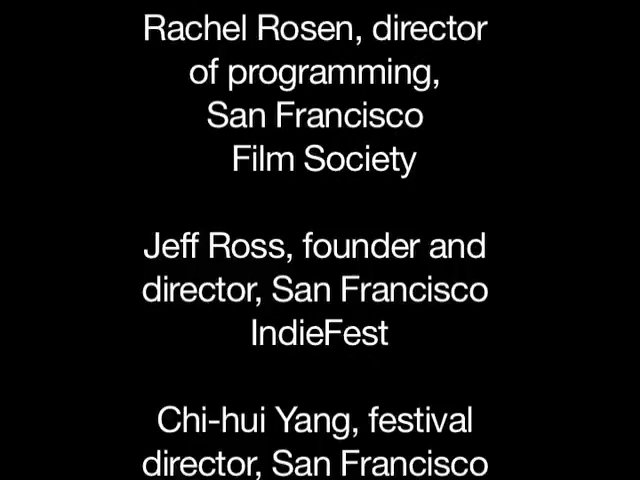 Rachel Rosen, director
of programming,
San Francisco
Film Society
Jeff Ross, founder and
director, San Francisco
IndieFest
Chi-hui Yang, festival
director, San Francisco